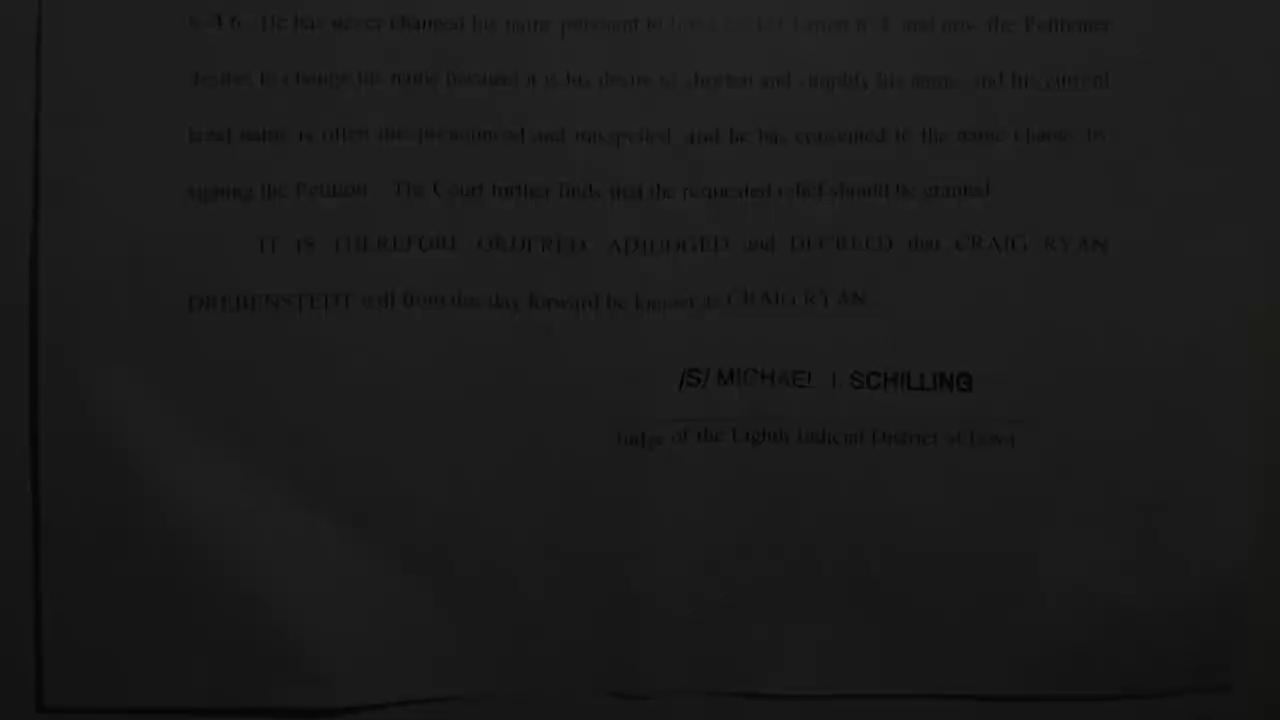 He has never changed his name pursuant to and now the Petitioner
desires to change his name because it is his desire to shorten and simplify his name, and his current
legal name is often mispronounced and misspelled, and he has consented to the name change by
signing the Petition. The Court further finds that the requested relief should be granted.
IT IS THEREFORE ORDERED, ADJUDGED and DECREED that CRAIG RYAN
DREBENSTEDT will from this day forward be known as CRAIG RYAN.
/S/ MICHAEL J. SCHILLING
Judge of the Eighth Judicial District of Iowa